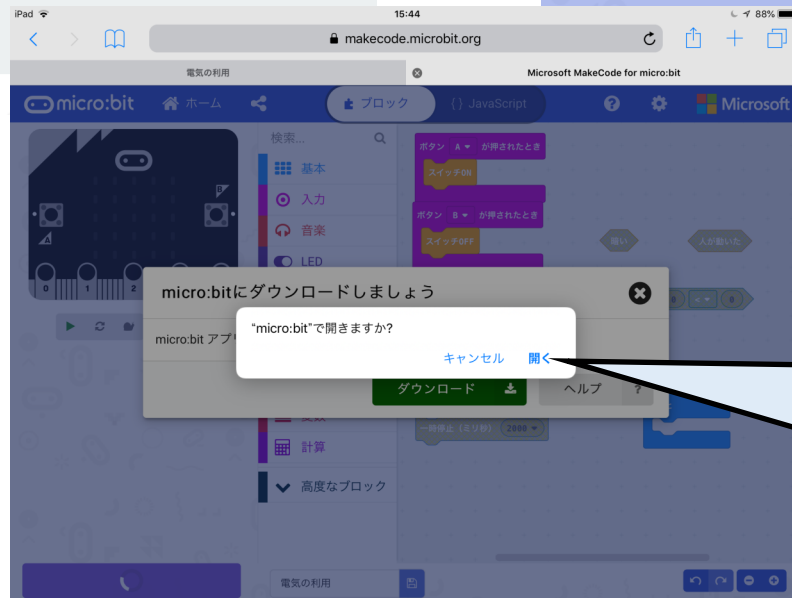 iPad 15:44 88%
makecode.microbit.org
電気の利用 Microsoft MakeCode for micro:bit
micro:bit ホーム ブロック {} JavaScript ? Microsoft
検索...
基本
入力
音楽
LED
ボタン A が押されたとき
スイッチON
ボタン B が押されたとき
スイッチOFF
暗い 人が動いた
B
A
0 1 2
0 < 0
micro:bitにダウンロードしましょう
micro:bit アプ
"micro:bit"で開きますか?
キャンセル 開く
ダウンロード ヘルプ ?
変数
計算
高度なブロック
一時停止 (ミリ秒) 2000
電気の利用